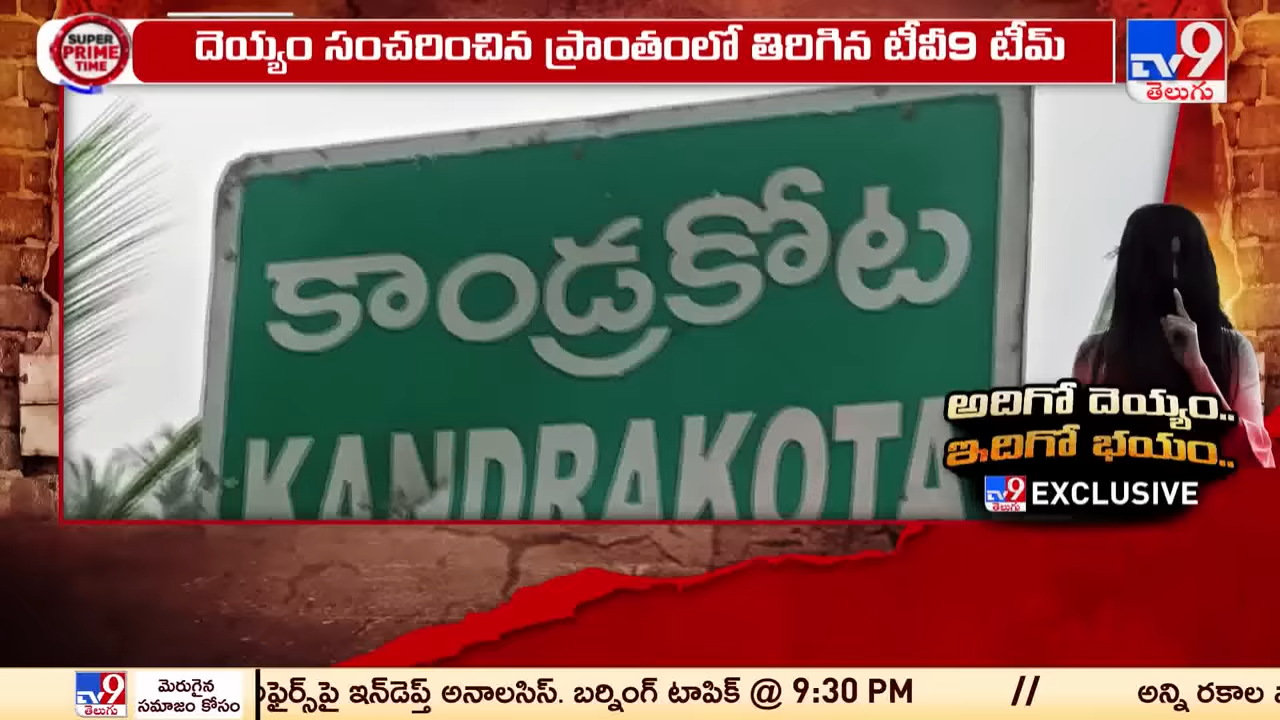 SUPER
PRIME
TIME
దెయ్యం సంచరించిన ప్రాంతంలో తిరిగిన టీవీ9 టీమ్
TV9
తెలుగు
కాండ్రకోట
KANDRAKOTA
అదిగో దెయ్యం..
ఇదిగో భయం..
TV9
తెలుగు
EXCLUSIVE
TV9
తెలుగు
మెరుగైన
సమాజం కోసం
ఇన్‌డెప్త్ అనాలసిస్. బర్నింగ్ టాపిక్ @ 9:30 PM // అన్ని రకాల